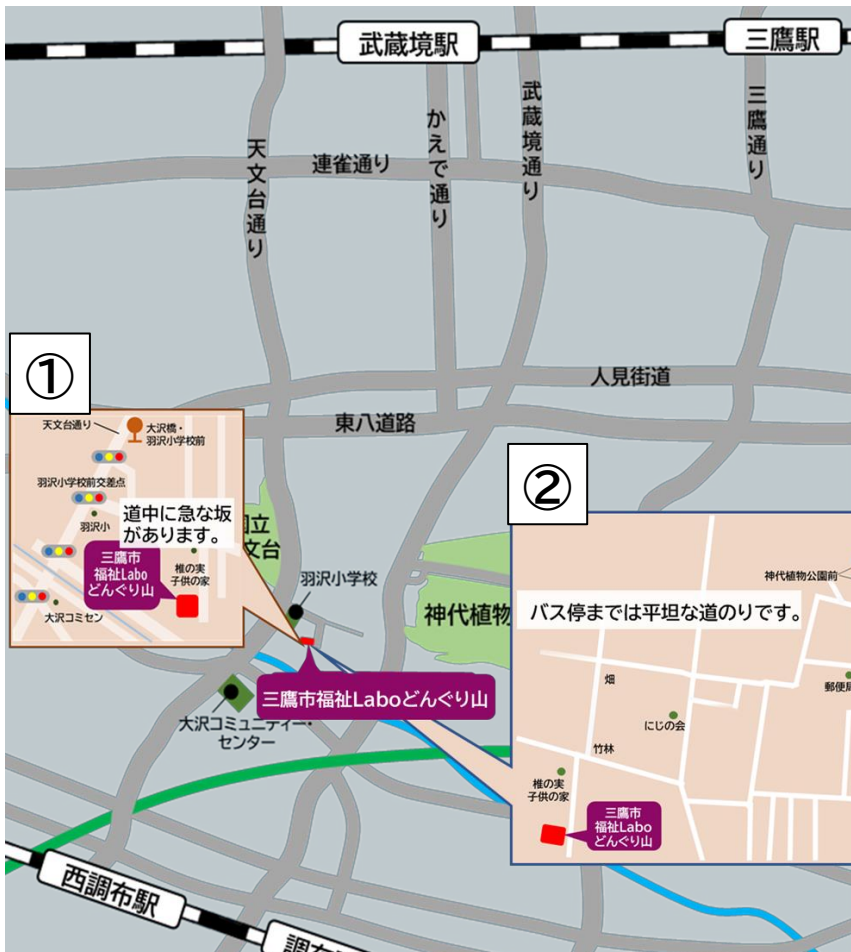 武蔵境駅
三鷹駅
天文台通り
連雀通り
かえで通り
武蔵境通り
三鷹通り
人見街道
東八道路
①
天文台通り
大沢橋・
羽沢小学校前
羽沢小学校前交差点
羽沢小
道中に急な坂
があります。
三鷹市
福祉Labo
どんぐり山
椎の実
子供の家
大沢コミセン
国立
文台
羽沢小学校
神代植物
三鷹市福祉Laboどんぐり山
大沢コミュニティー・
センター
②
神代植物公園前
バス停までは平坦な道のりです。
畑
郵便局
にじの会
竹林
椎の実
子供の家
三鷹市
福祉Labo
どんぐり山
西調布駅
調布